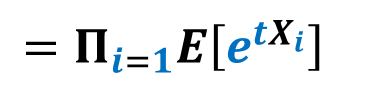 = Π_{i=1} E[e^{tX_i}]